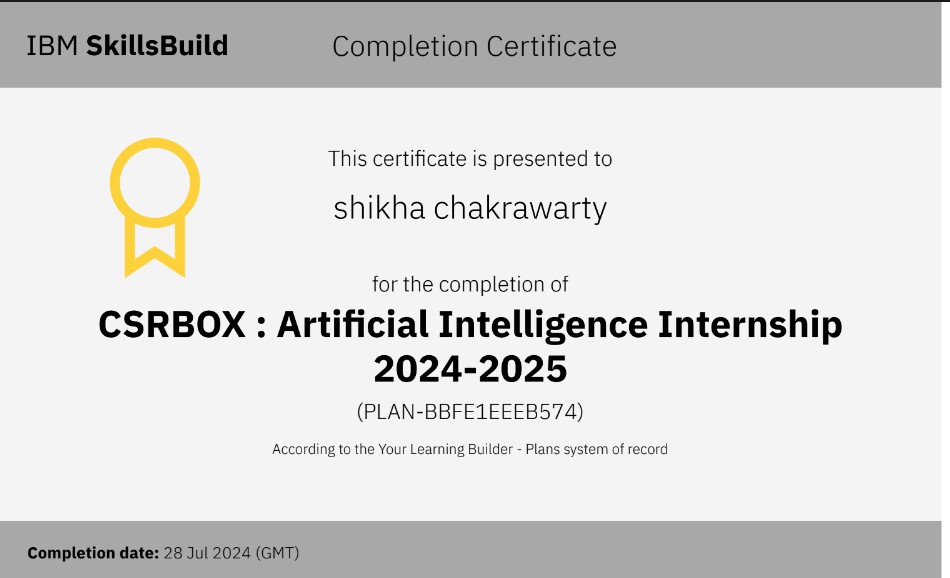 IBM SkillsBuild
Completion Certificate
This certificate is presented to
shikha chakrawarty
for the completion of
CSRBOX : Artificial Intelligence Internship
2024-2025
(PLAN-BBFE1EEEB574)
According to the Your Learning Builder - Plans system of record
Completion date: 28 Jul 2024 (GMT)